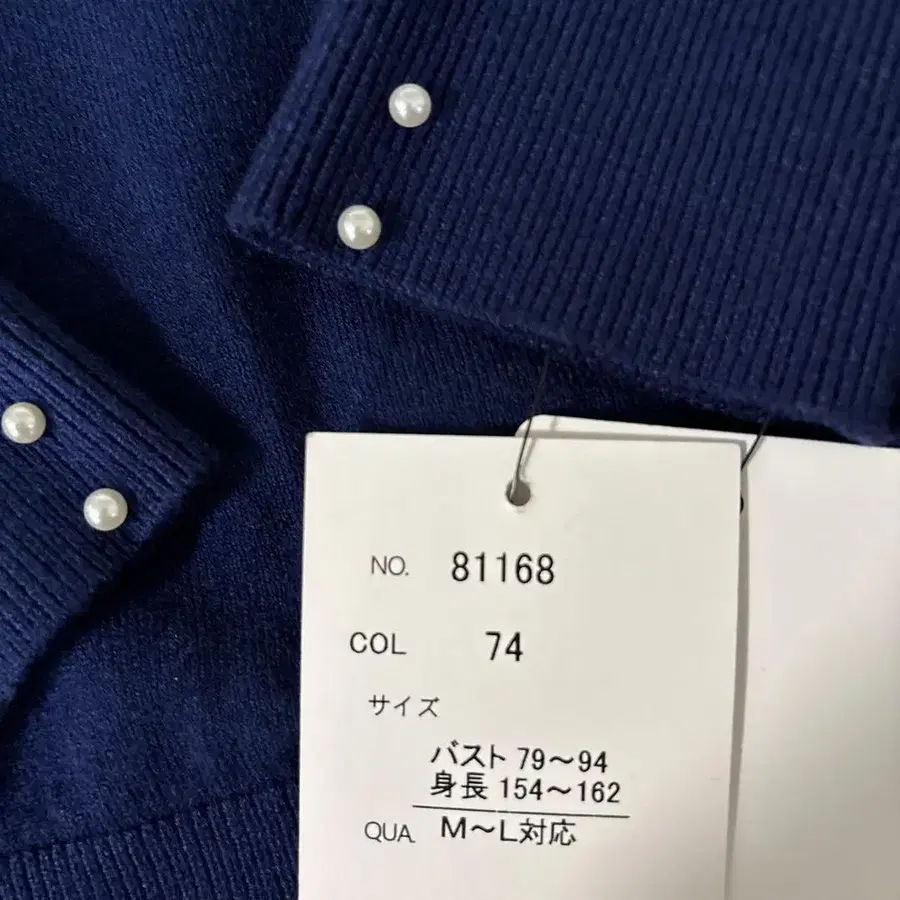 NO. 81168
COL 74
サイズ
バスト 79〜94
身長 154〜162
QUA. M〜L対応